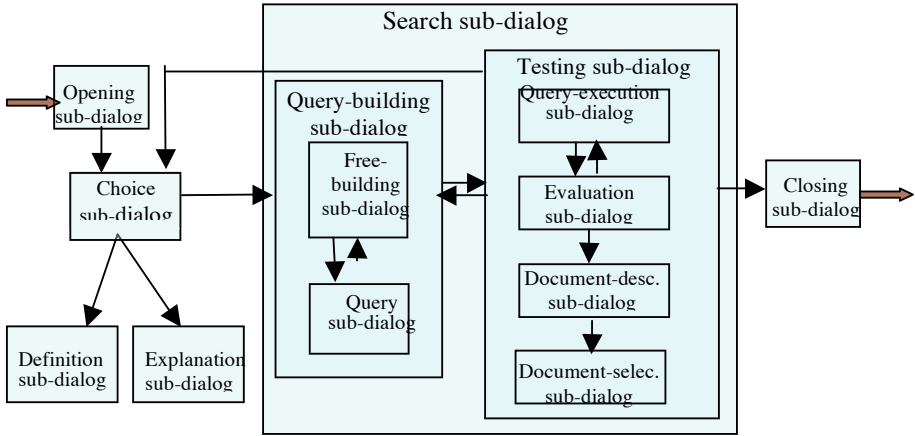 Search sub-dialog
Opening
sub-dialog
Choice
sub-dialog
Definition
sub-dialog
Explanation
sub-dialog
Query-building
sub-dialog
Free-
building
sub-dialog
Query
sub-dialog
Testing sub-dialog
Query-execution
sub-dialog
Evaluation
sub-dialog
Document-desc.
sub-dialog
Document-selec.
sub-dialog
Closing
sub-dialog